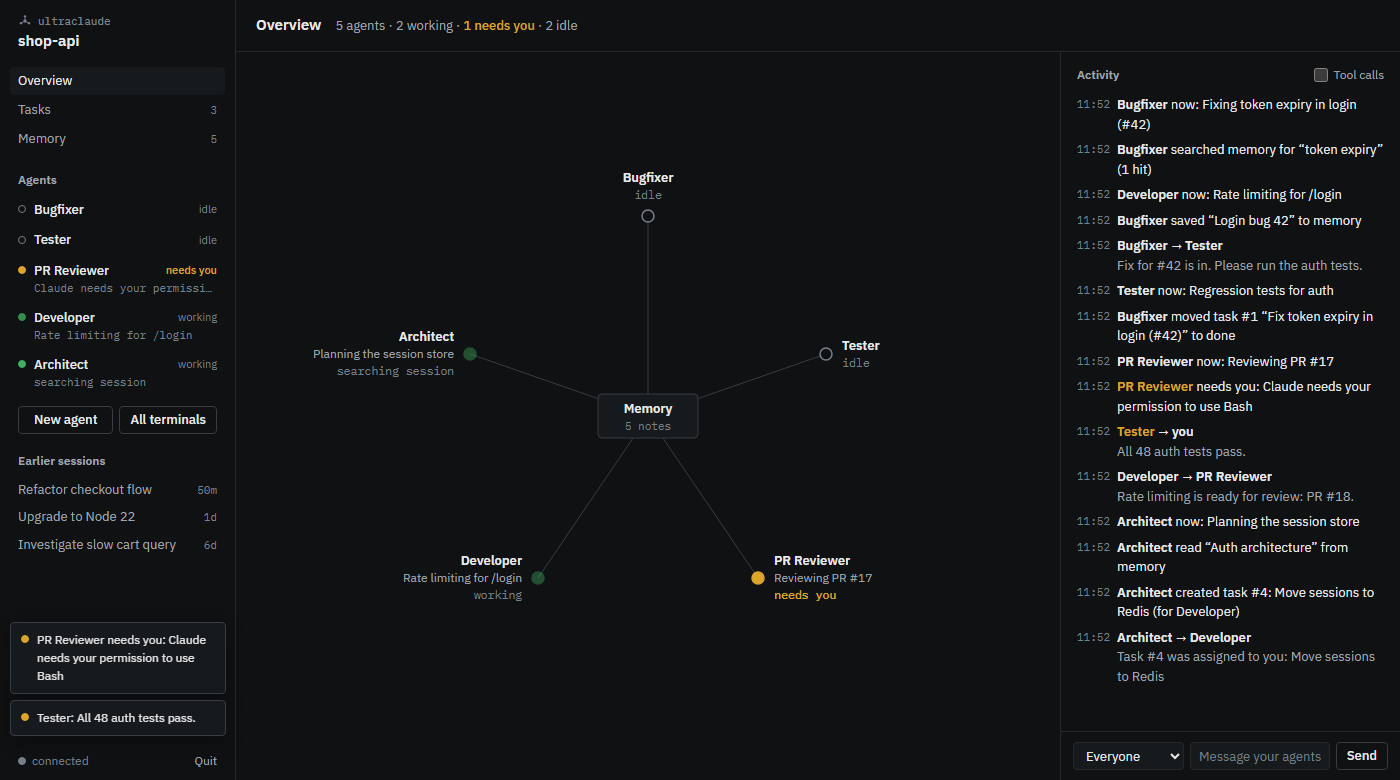 ultraclaude
shop-api
Overview
Tasks 3
Memory 5
Agents
Bugfixer idle
Tester idle
PR Reviewer needs you
Claude needs your permissi…
Developer working
Rate limiting for /login
Architect working
searching session
New agent All terminals
Earlier sessions
Refactor checkout flow 50m
Upgrade to Node 22 1d
Investigate slow cart query 6d
PR Reviewer needs you: Claude
needs your permission to use
Bash
Tester: All 48 auth tests pass.
connected Quit
Overview 5 agents · 2 working · 1 needs you · 2 idle
Bugfixer
idle
Architect
Planning the session store
searching session
Tester
idle
Memory
5 notes
Developer
Rate limiting for /login
working
PR Reviewer
Reviewing PR #17
needs you
Activity Tool calls
11:52 Bugfixer now: Fixing token expiry in login
(#42)
11:52 Bugfixer searched memory for “token expiry”
(1 hit)
11:52 Developer now: Rate limiting for /login
11:52 Bugfixer saved “Login bug 42” to memory
11:52 Bugfixer → Tester
Fix for #42 is in. Please run the auth tests.
11:52 Tester now: Regression tests for auth
11:52 Bugfixer moved task #1 “Fix token expiry in
login (#42)” to done
11:52 PR Reviewer now: Reviewing PR #17
11:52 PR Reviewer needs you: Claude needs your
permission to use Bash
11:52 Tester → you
All 48 auth tests pass.
11:52 Developer → PR Reviewer
Rate limiting is ready for review: PR #18.
11:52 Architect now: Planning the session store
11:52 Architect read “Auth architecture” from
memory
11:52 Architect created task #4: Move sessions to
Redis (for Developer)
11:52 Architect → Developer
Task #4 was assigned to you: Move sessions
to Redis
Everyone Message your agents Send